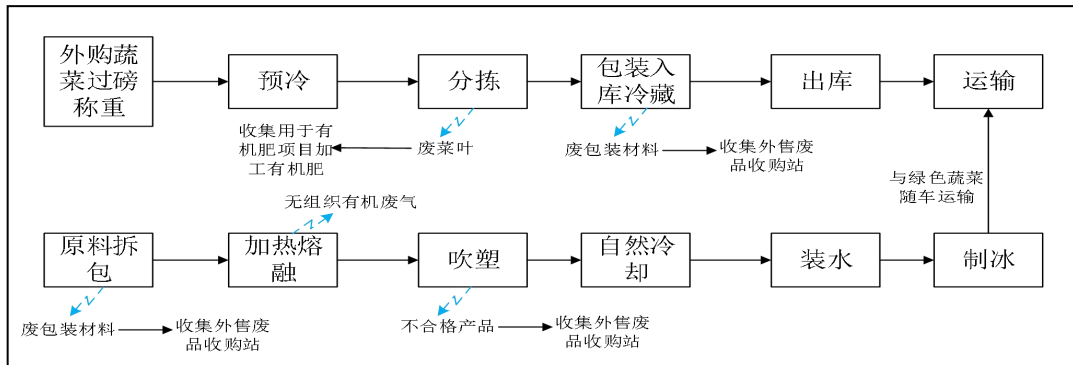 外购蔬
菜过磅
称重
预冷
分拣
包装入
库冷藏
出库
运输
收集用于有
机肥项目加
工有机肥
废菜叶
废包装材料
收集外售废
品收购站
与绿色蔬菜
随车运输
无组织有机废气
原料拆
包
加热熔
融
吹塑
自然冷
却
装水
制冰
废包装材料
收集外售废
品收购站
不合格产品
收集外售废
品收购站